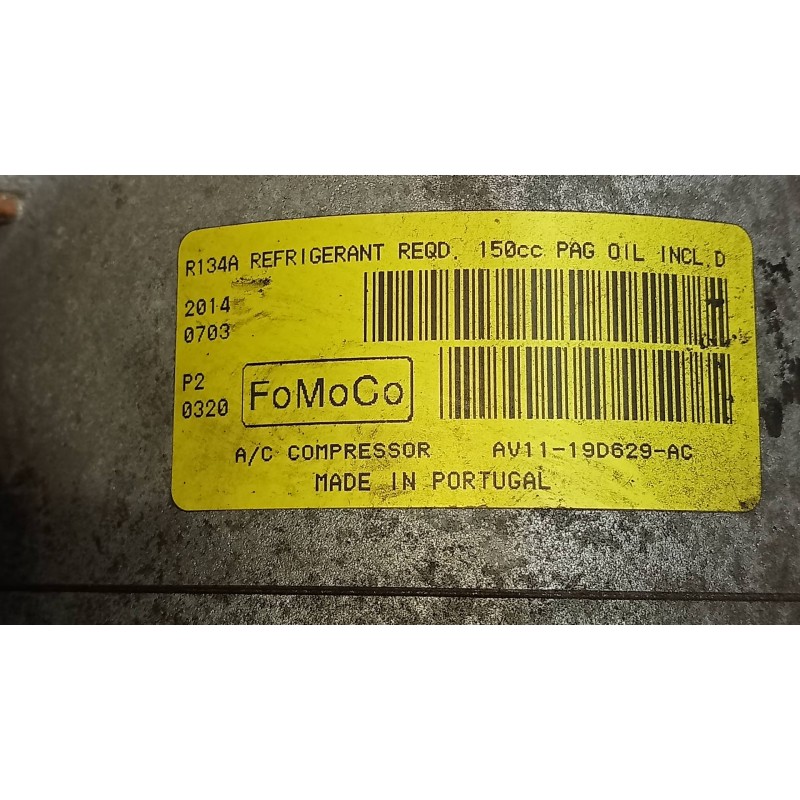 R134A REFRIGERANT REQD. 150cc PAG OIL INCL.D
2014
0703
P2
0320
FoMoCo
A/C COMPRESSOR AV11-19D629-AC
MADE IN PORTUGAL